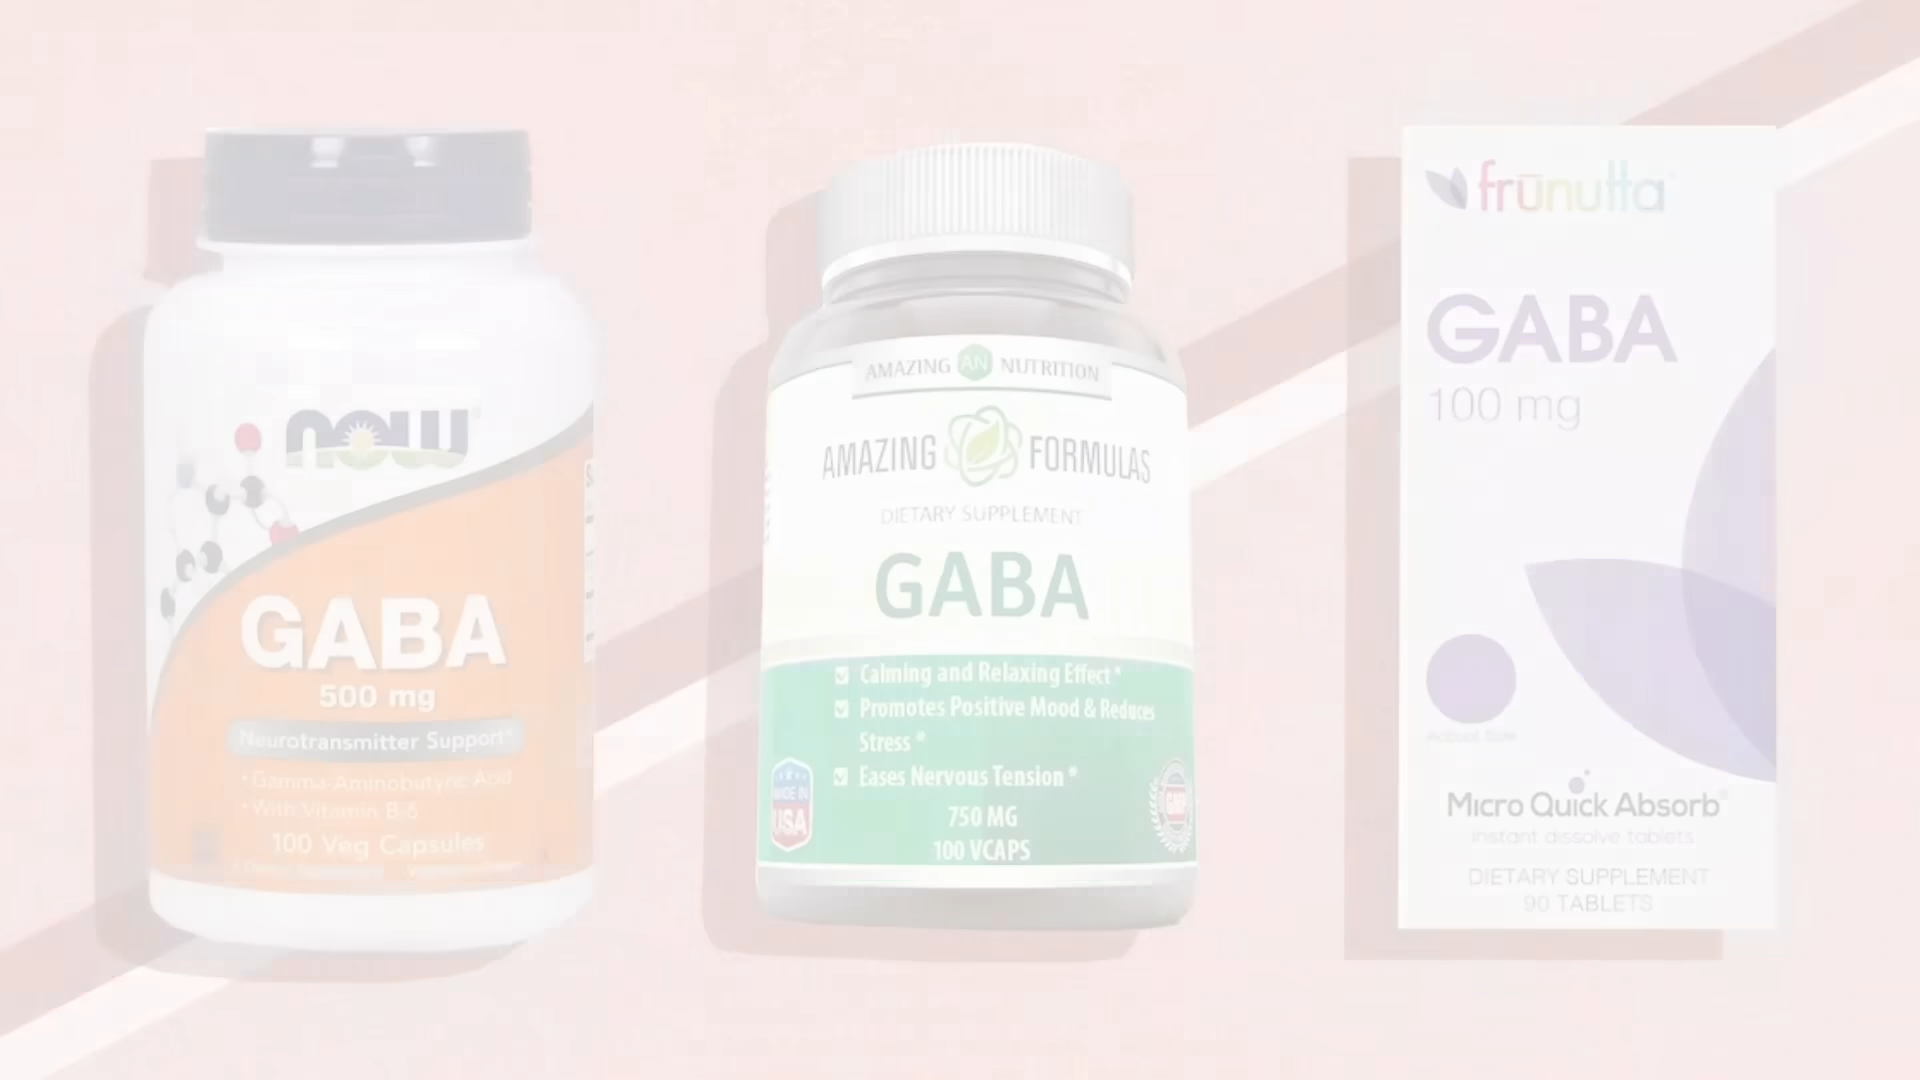 now
GABA
500 mg
Neurotransmitter Support*
• Gamma-Aminobutyric Acid
• With Vitamin B-6
100 Veg Capsules
AMAZING AN NUTRITION
AMAZING FORMULAS
DIETARY SUPPLEMENT
GABA
Calming and Relaxing Effect *
Promotes Positive Mood & Reduces
Stress *
Eases Nervous Tension *
750 MG
100 VCAPS
MADE IN
USA
GMP
frūnutta
GABA
100 mg
Actual Size
Micro Quick Absorb®
instant dissolve tablets
DIETARY SUPPLEMENT
90 TABLETS